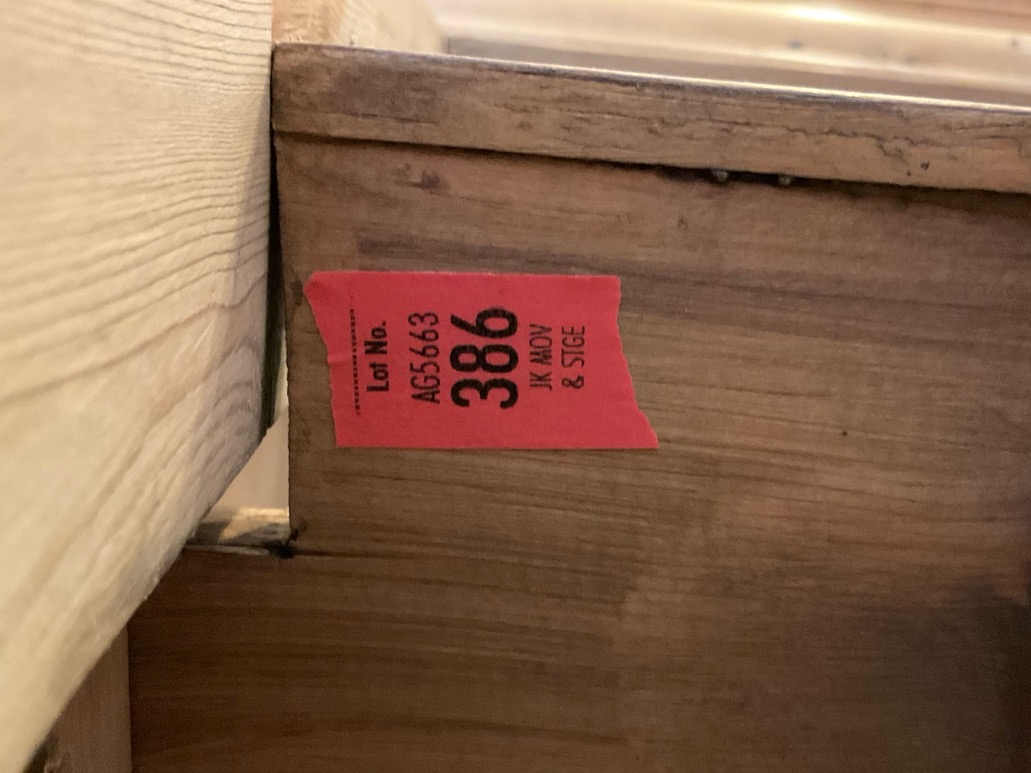 Lot No.
AG5663
386
JK MOV
& STGE